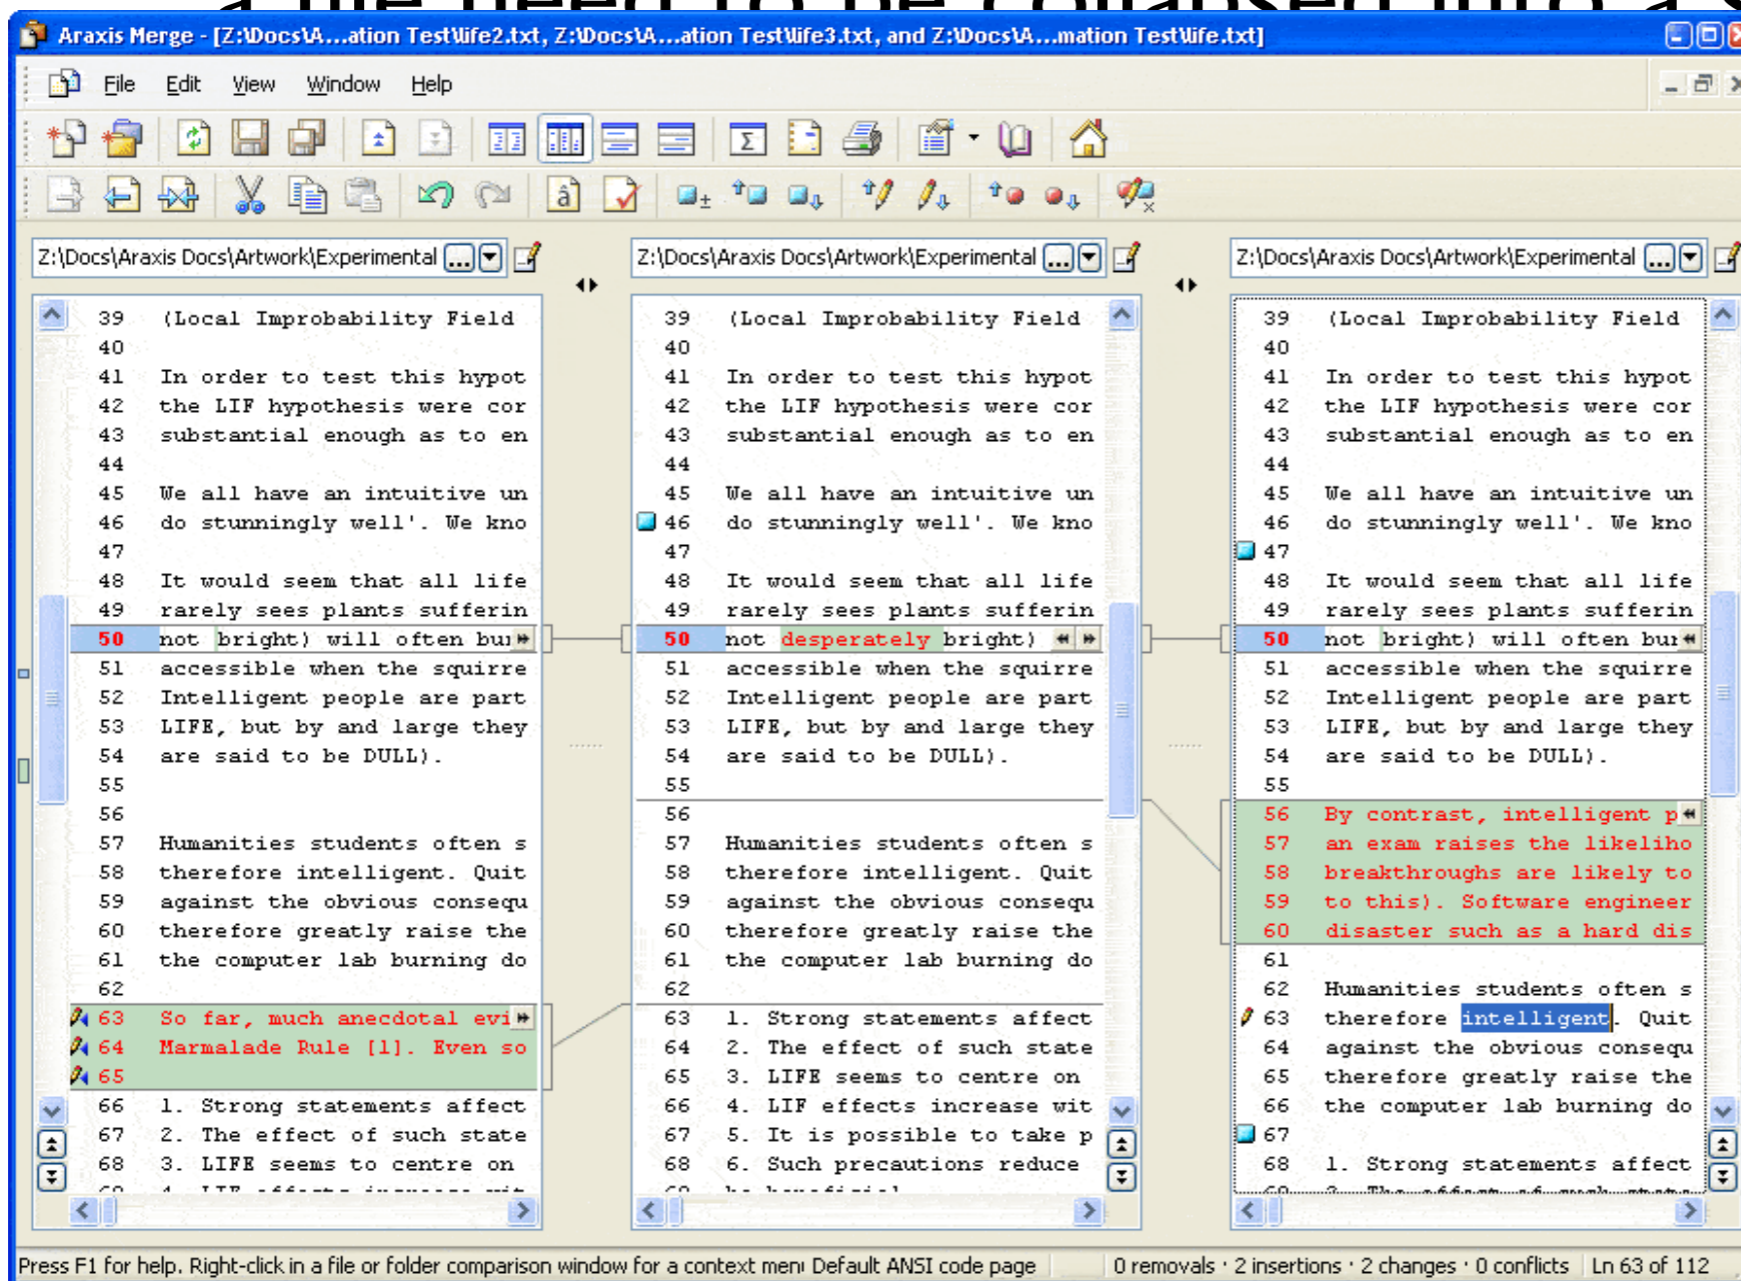 a file need to be collapsed into a s
Araxis Merge - [Z:\Docs\A...ation Test\life2.txt, Z:\Docs\A...ation Test\life3.txt, and Z:\Docs\A...mation Test\life.txt]
File Edit View Window Help
Z:\Docs\Araxis Docs\Artwork\Experimental ... Z:\Docs\Araxis Docs\Artwork\Experimental ... Z:\Docs\Araxis Docs\Artwork\Experimental ...
39 (Local Improbability Field
40
41 In order to test this hypot
42 the LIF hypothesis were cor
43 substantial enough as to en
44
45 We all have an intuitive un
46 do stunningly well'. We kno
47
48 It would seem that all life
49 rarely sees plants sufferin
50 not bright) will often bur
51 accessible when the squirre
52 Intelligent people are part
53 LIFE, but by and large they
54 are said to be DULL).
55
56
57 Humanities students often s
58 therefore intelligent. Quit
59 against the obvious consequ
60 therefore greatly raise the
61 the computer lab burning do
62
63 So far, much anecdotal evi
64 Marmalade Rule [1]. Even so
65
66 1. Strong statements affect
67 2. The effect of such state
68 3. LIFE seems to centre on
39 (Local Improbability Field
40
41 In order to test this hypot
42 the LIF hypothesis were cor
43 substantial enough as to en
44
45 We all have an intuitive un
46 do stunningly well'. We kno
47
48 It would seem that all life
49 rarely sees plants sufferin
50 not desperately bright)
51 accessible when the squirre
52 Intelligent people are part
53 LIFE, but by and large they
54 are said to be DULL).
55
56
57 Humanities students often s
58 therefore intelligent. Quit
59 against the obvious consequ
60 therefore greatly raise the
61 the computer lab burning do
62
63 1. Strong statements affect
64 2. The effect of such state
65 3. LIFE seems to centre on
66 4. LIF effects increase wit
67 5. It is possible to take p
68 6. Such precautions reduce
39 (Local Improbability Field
40
41 In order to test this hypot
42 the LIF hypothesis were cor
43 substantial enough as to en
44
45 We all have an intuitive un
46 do stunningly well'. We kno
47
48 It would seem that all life
49 rarely sees plants sufferin
50 not bright) will often bur
51 accessible when the squirre
52 Intelligent people are part
53 LIFE, but by and large they
54 are said to be DULL).
55
56 By contrast, intelligent p
57 an exam raises the likeliho
58 breakthroughs are likely to
59 to this). Software engineer
60 disaster such as a hard dis
61
62 Humanities students often s
63 therefore intelligent. Quit
64 against the obvious consequ
65 therefore greatly raise the
66 the computer lab burning do
67
68 1. Strong statements affect
Press F1 for help. Right-click in a file or folder comparison window for a context men Default ANSI code page 0 removals · 2 insertions · 2 changes · 0 conflicts Ln 63 of 112